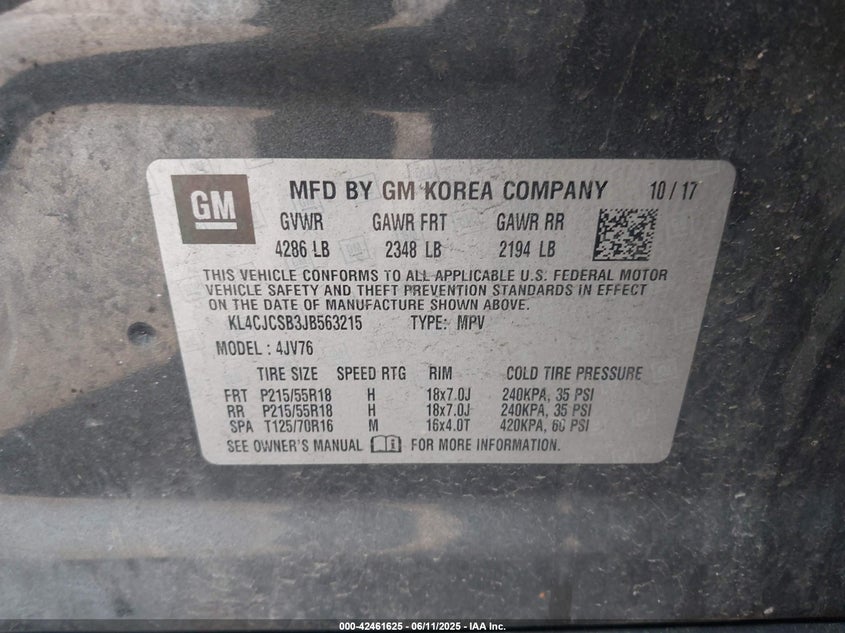 GM
MFD BY GM KOREA COMPANY 10 / 17
GVWR GAWR FRT GAWR RR
4286 LB 2348 LB 2194 LB
THIS VEHICLE CONFORMS TO ALL APPLICABLE U.S. FEDERAL MOTOR
VEHICLE SAFETY AND THEFT PREVENTION STANDARDS IN EFFECT
ON THE DATE OF MANUFACTURE SHOWN ABOVE.
KL4CJCSB3JB563215 TYPE: MPV
MODEL : 4JV76
TIRE SIZE SPEED RTG RIM COLD TIRE PRESSURE
FRT P215/55R18 H 18x7.0J 240KPA, 35 PSI
RR P215/55R18 H 18x7.0J 240KPA, 35 PSI
SPA T125/70R16 M 16x4.0T 420KPA, 60 PSI
SEE OWNER'S MANUAL FOR MORE INFORMATION.
000-42461625 - 06/11/2025 - IAA Inc.